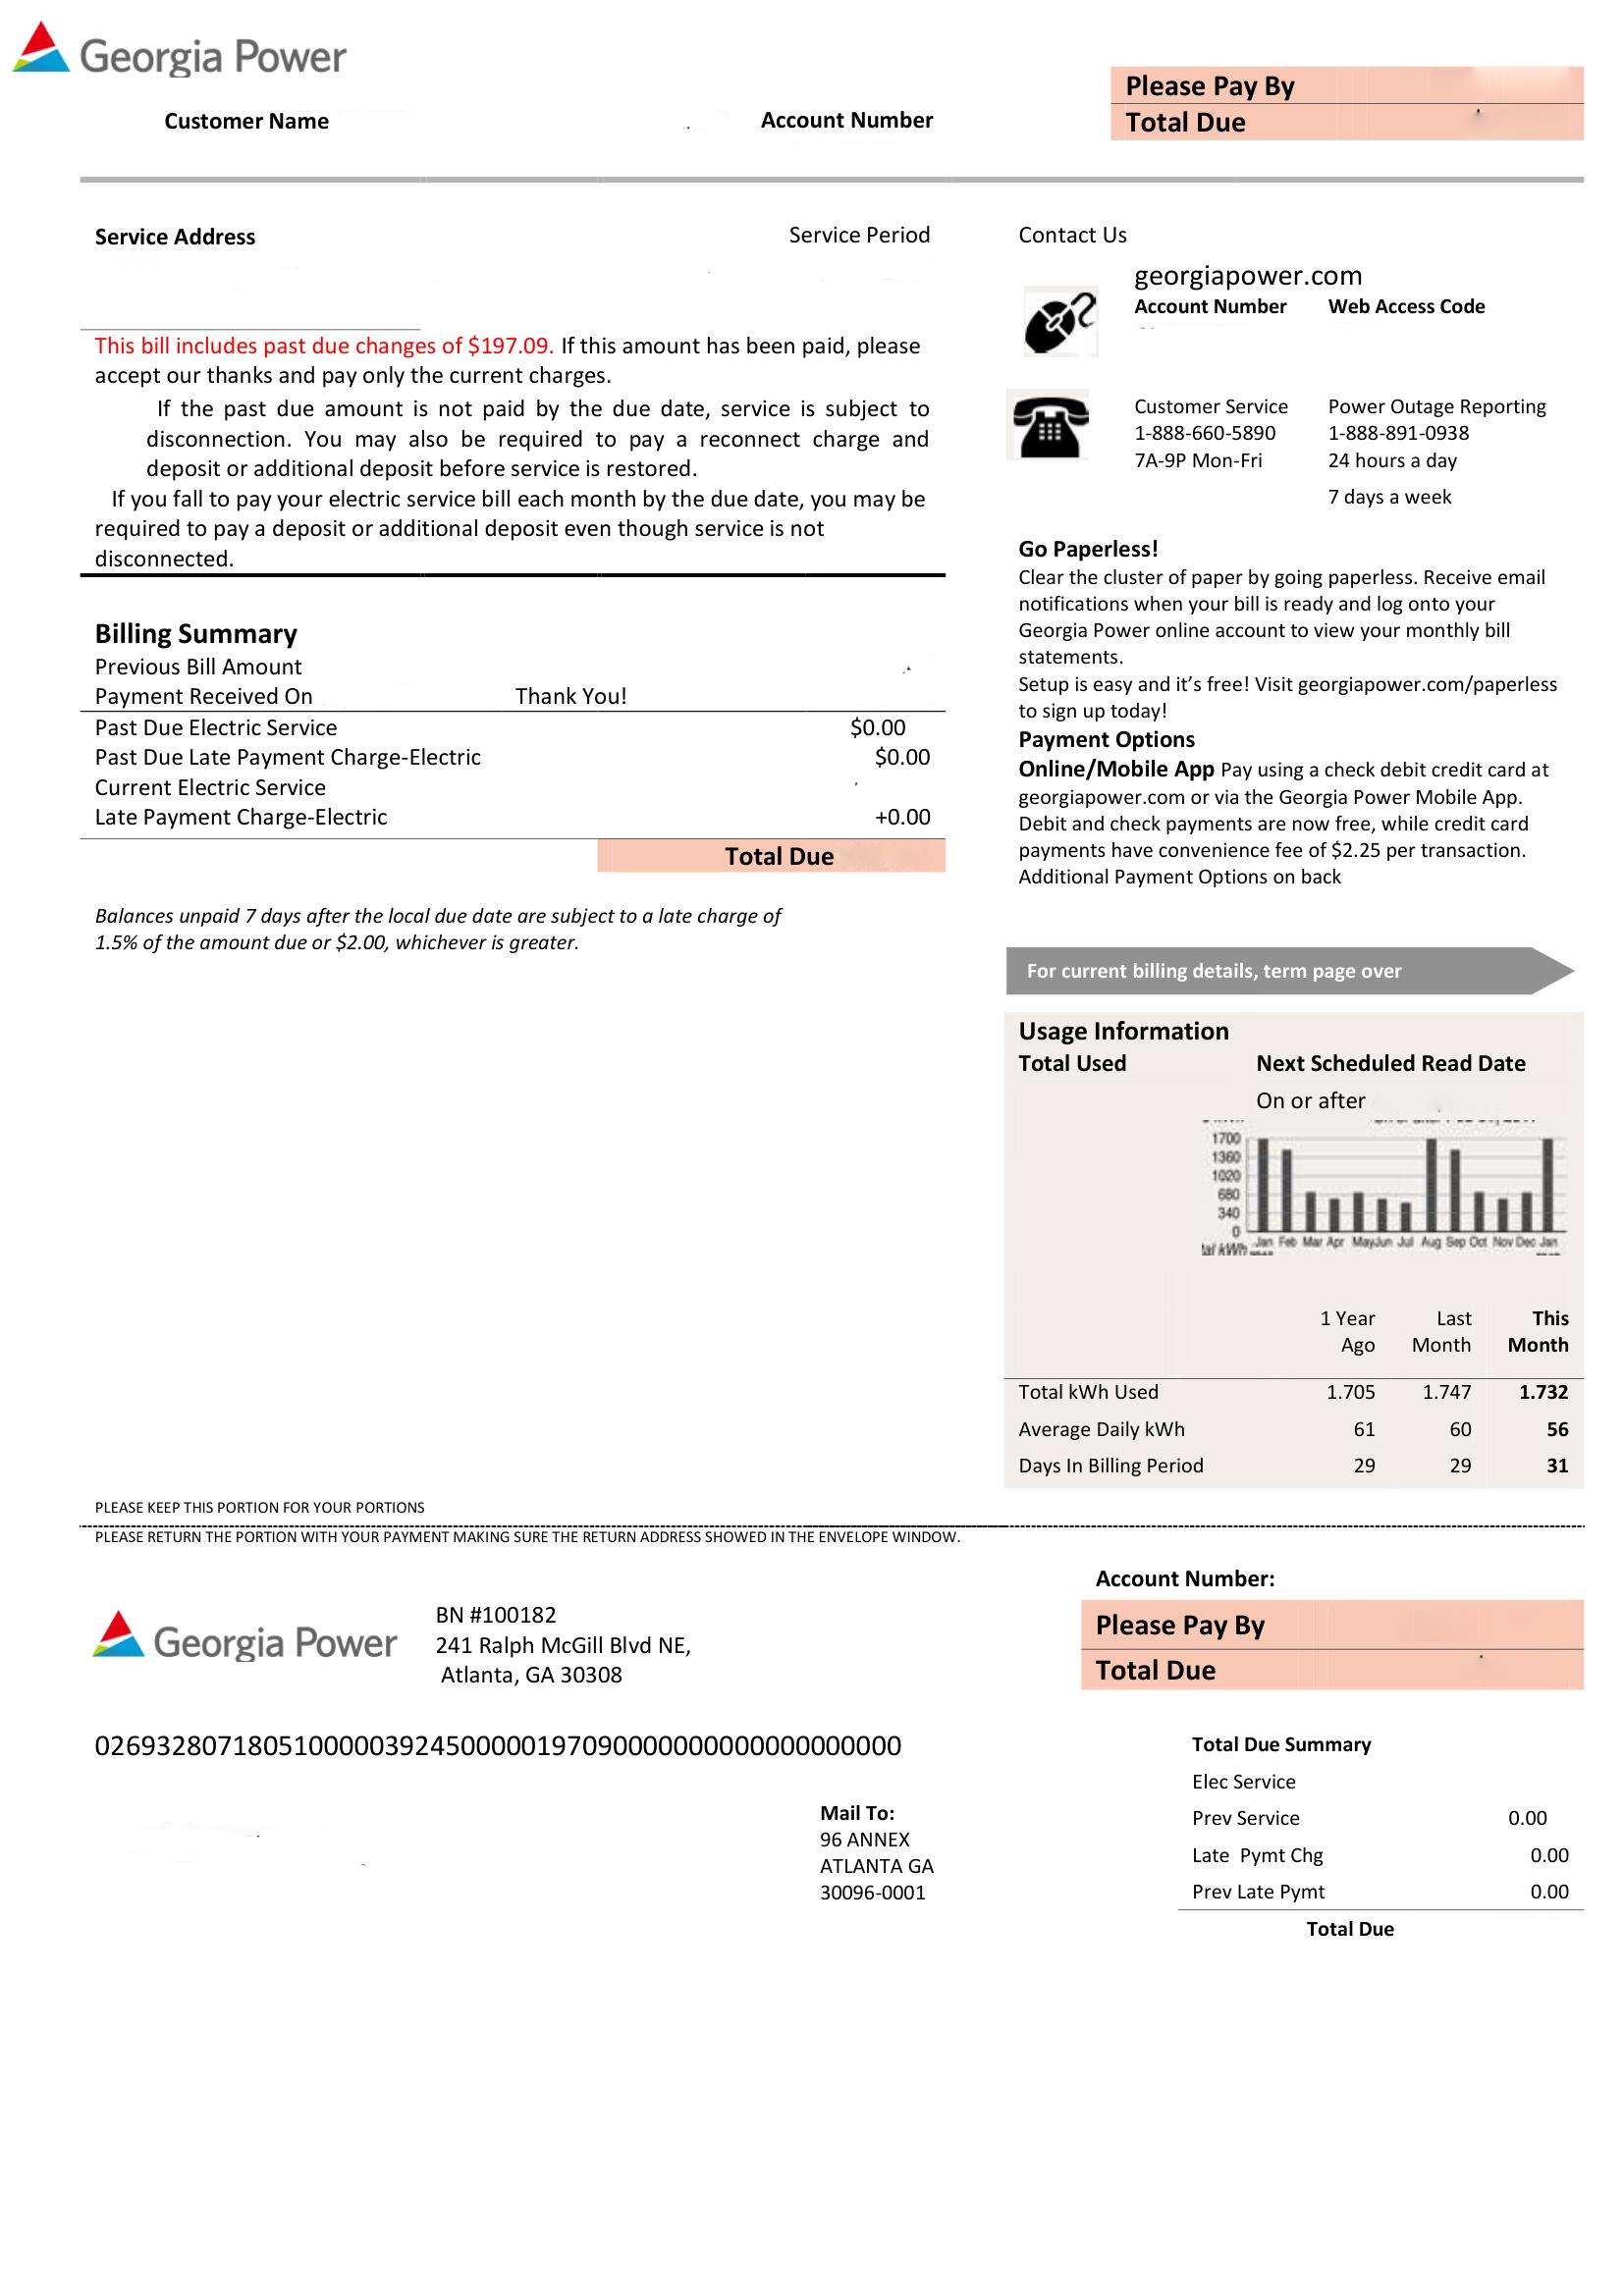 Georgia Power
Customer Name
Account Number
Please Pay By
Total Due
Service Address
Service Period
This bill includes past due changes of $197.09. If this amount has been paid, please
accept our thanks and pay only the current charges.
If the past due amount is not paid by the due date, service is subject to
disconnection. You may also be required to pay a reconnect charge and
deposit or additional deposit before service is restored.
If you fall to pay your electric service bill each month by the due date, you may be
required to pay a deposit or additional deposit even though service is not
disconnected.
Billing Summary
Previous Bill Amount
Payment Received On Thank You!
Past Due Electric Service $0.00
Past Due Late Payment Charge-Electric $0.00
Current Electric Service
Late Payment Charge-Electric +0.00
Total Due
Balances unpaid 7 days after the local due date are subject to a late charge of
1.5% of the amount due or $2.00, whichever is greater.
Contact Us
georgiapower.com
Account Number Web Access Code
Customer Service Power Outage Reporting
1-888-660-5890 1-888-891-0938
7A-9P Mon-Fri 24 hours a day
7 days a week
Go Paperless!
Clear the cluster of paper by going paperless. Receive email
notifications when your bill is ready and log onto your
Georgia Power online account to view your monthly bill
statements.
Setup is easy and it’s free! Visit georgiapower.com/paperless
to sign up today!
Payment Options
Online/Mobile App Pay using a check debit credit card at
georgiapower.com or via the Georgia Power Mobile App.
Debit and check payments are now free, while credit card
payments have convenience fee of $2.25 per transaction.
Additional Payment Options on back
For current billing details, term page over
Usage Information
Total Used Next Scheduled Read Date
On or after
1700
1360
1020
680
340
0
Jan Feb Mar Apr May Jun Jul Aug Sep Oct Nov Dec Jan
kWh
1 Year Last This
Ago Month Month
Total kWh Used 1.705 1.747 1.732
Average Daily kWh 61 60 56
Days In Billing Period 29 29 31
PLEASE KEEP THIS PORTION FOR YOUR PORTIONS
PLEASE RETURN THE PORTION WITH YOUR PAYMENT MAKING SURE THE RETURN ADDRESS SHOWED IN THE ENVELOPE WINDOW.
Georgia Power
BN #100182
241 Ralph McGill Blvd NE,
Atlanta, GA 30308
Account Number:
Please Pay By
Total Due
02693280718051000003924500000197090000000000000000000
Mail To:
96 ANNEX
ATLANTA GA
30096-0001
Total Due Summary
Elec Service
Prev Service 0.00
Late Pymt Chg 0.00
Prev Late Pymt 0.00
Total Due